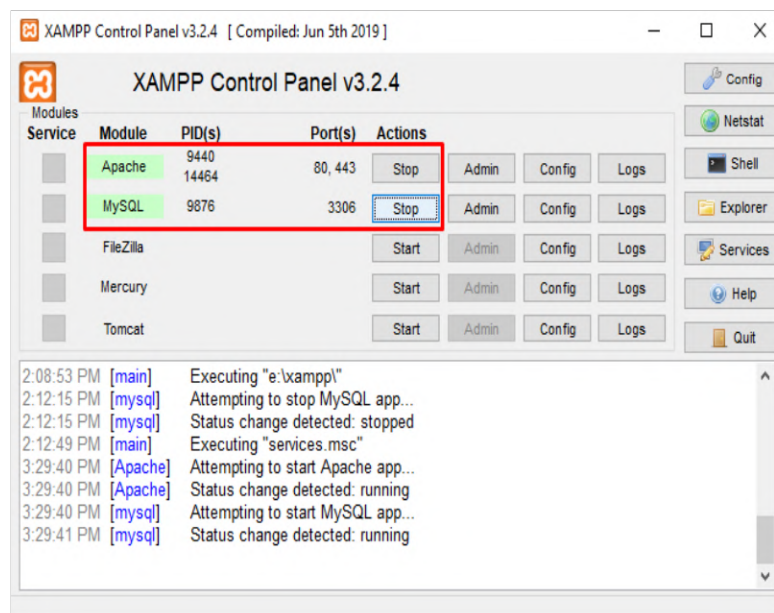 XAMPP Control Panel v3.2.4 [ Compiled: Jun 5th 2019 ]
XAMPP Control Panel v3.2.4
Config
Modules
Service Module PID(s) Port(s) Actions
Netstat
Apache 9440 14464 80, 443 Stop Admin Config Logs
Shell
MySQL 9876 3306 Stop Admin Config Logs
Explorer
FileZilla Start Admin Config Logs
Services
Mercury Start Admin Config Logs
Help
Tomcat Start Admin Config Logs
Quit
2:08:53 PM [main] Executing "e:\xampp\"
2:12:15 PM [mysql] Attempting to stop MySQL app...
2:12:15 PM [mysql] Status change detected: stopped
2:12:49 PM [main] Executing "services.msc"
3:29:40 PM [Apache] Attempting to start Apache app...
3:29:40 PM [Apache] Status change detected: running
3:29:40 PM [mysql] Attempting to start MySQL app...
3:29:41 PM [mysql] Status change detected: running